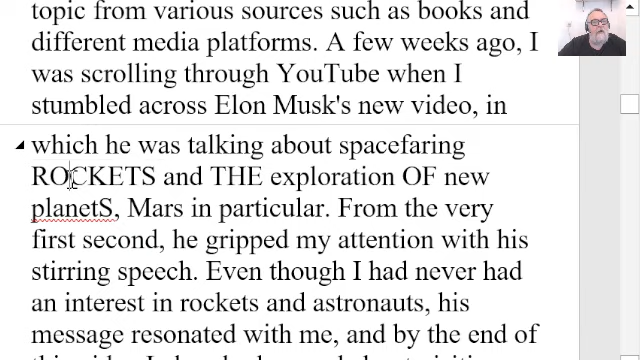 topic from various sources such as books and
different media platforms. A few weeks ago, I
was scrolling through YouTube when I
stumbled across Elon Musk's new video, in
which he was talking about spacefaring
ROCKETS and THE exploration OF new
planetS, Mars in particular. From the very
first second, he gripped my attention with his
stirring speech. Even though I had never had
an interest in rockets and astronauts, his
message resonated with me, and by the end of